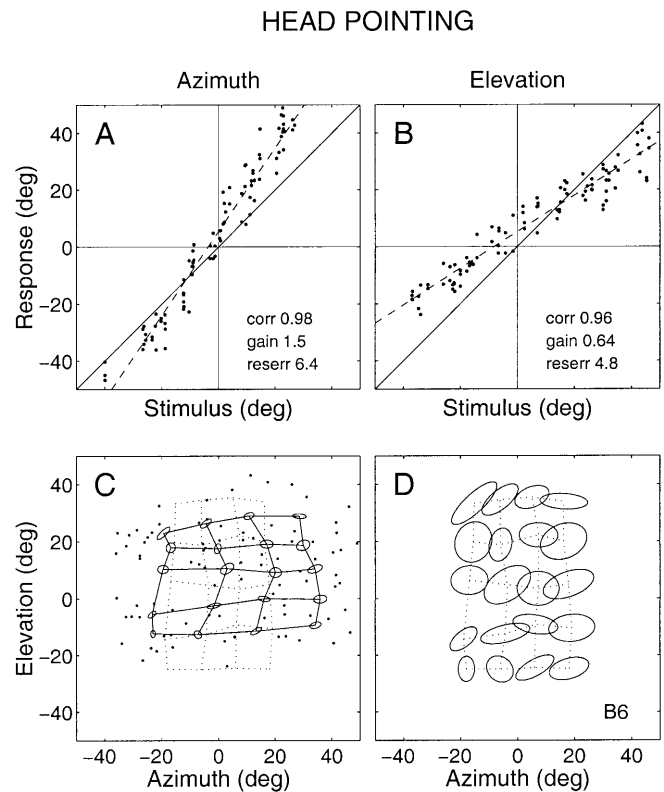 HEAD POINTING
Azimuth
Elevation
A
B
40
20
0
−20
−40
Response (deg)
corr 0.98
gain 1.5
reserr 6.4
corr 0.96
gain 0.64
reserr 4.8
Stimulus (deg)
Stimulus (deg)
C
D
40
20
0
−20
−40
Elevation (deg)
B6
−40 −20 0 20 40
−40 −20 0 20 40
Azimuth (deg)
Azimuth (deg)